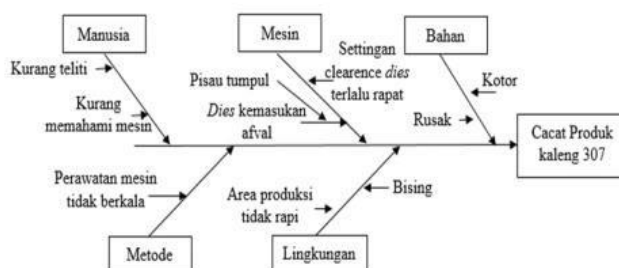 Manusia
Mesin
Bahan
Kurang teliti
Kurang
memahami mesin
Pisau tumpul
Dies kemasukan
afval
Settingan
clearence dies
terlalu rapat
Kotor
Rusak
Cacat Produk
kaleng 307
Perawatan mesin
tidak berkala
Area produksi
tidak rapi
Bising
Metode
Lingkungan